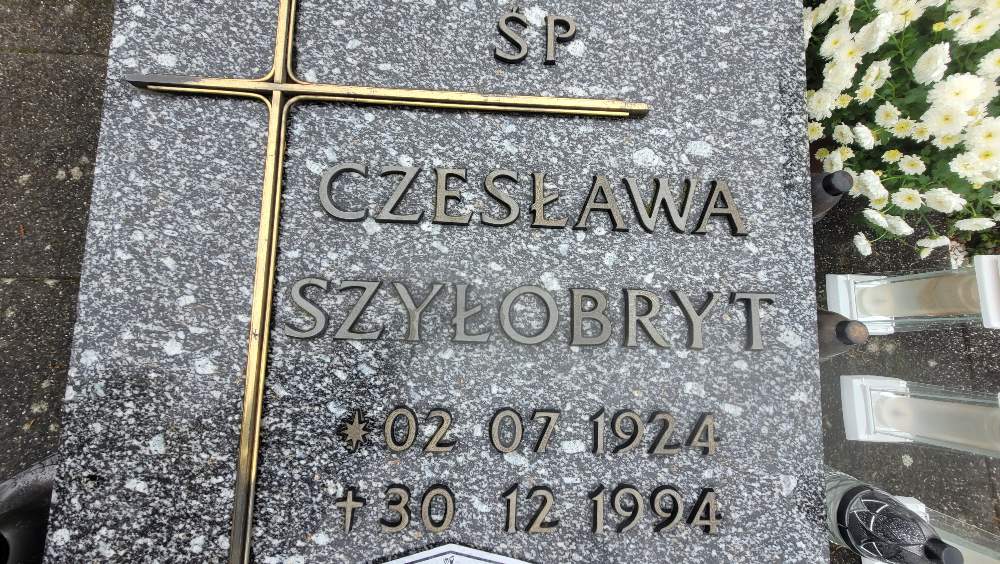 ŚP
CZESŁAWA
SZYŁOBRYT
* 02 07 1924
† 30 12 1994